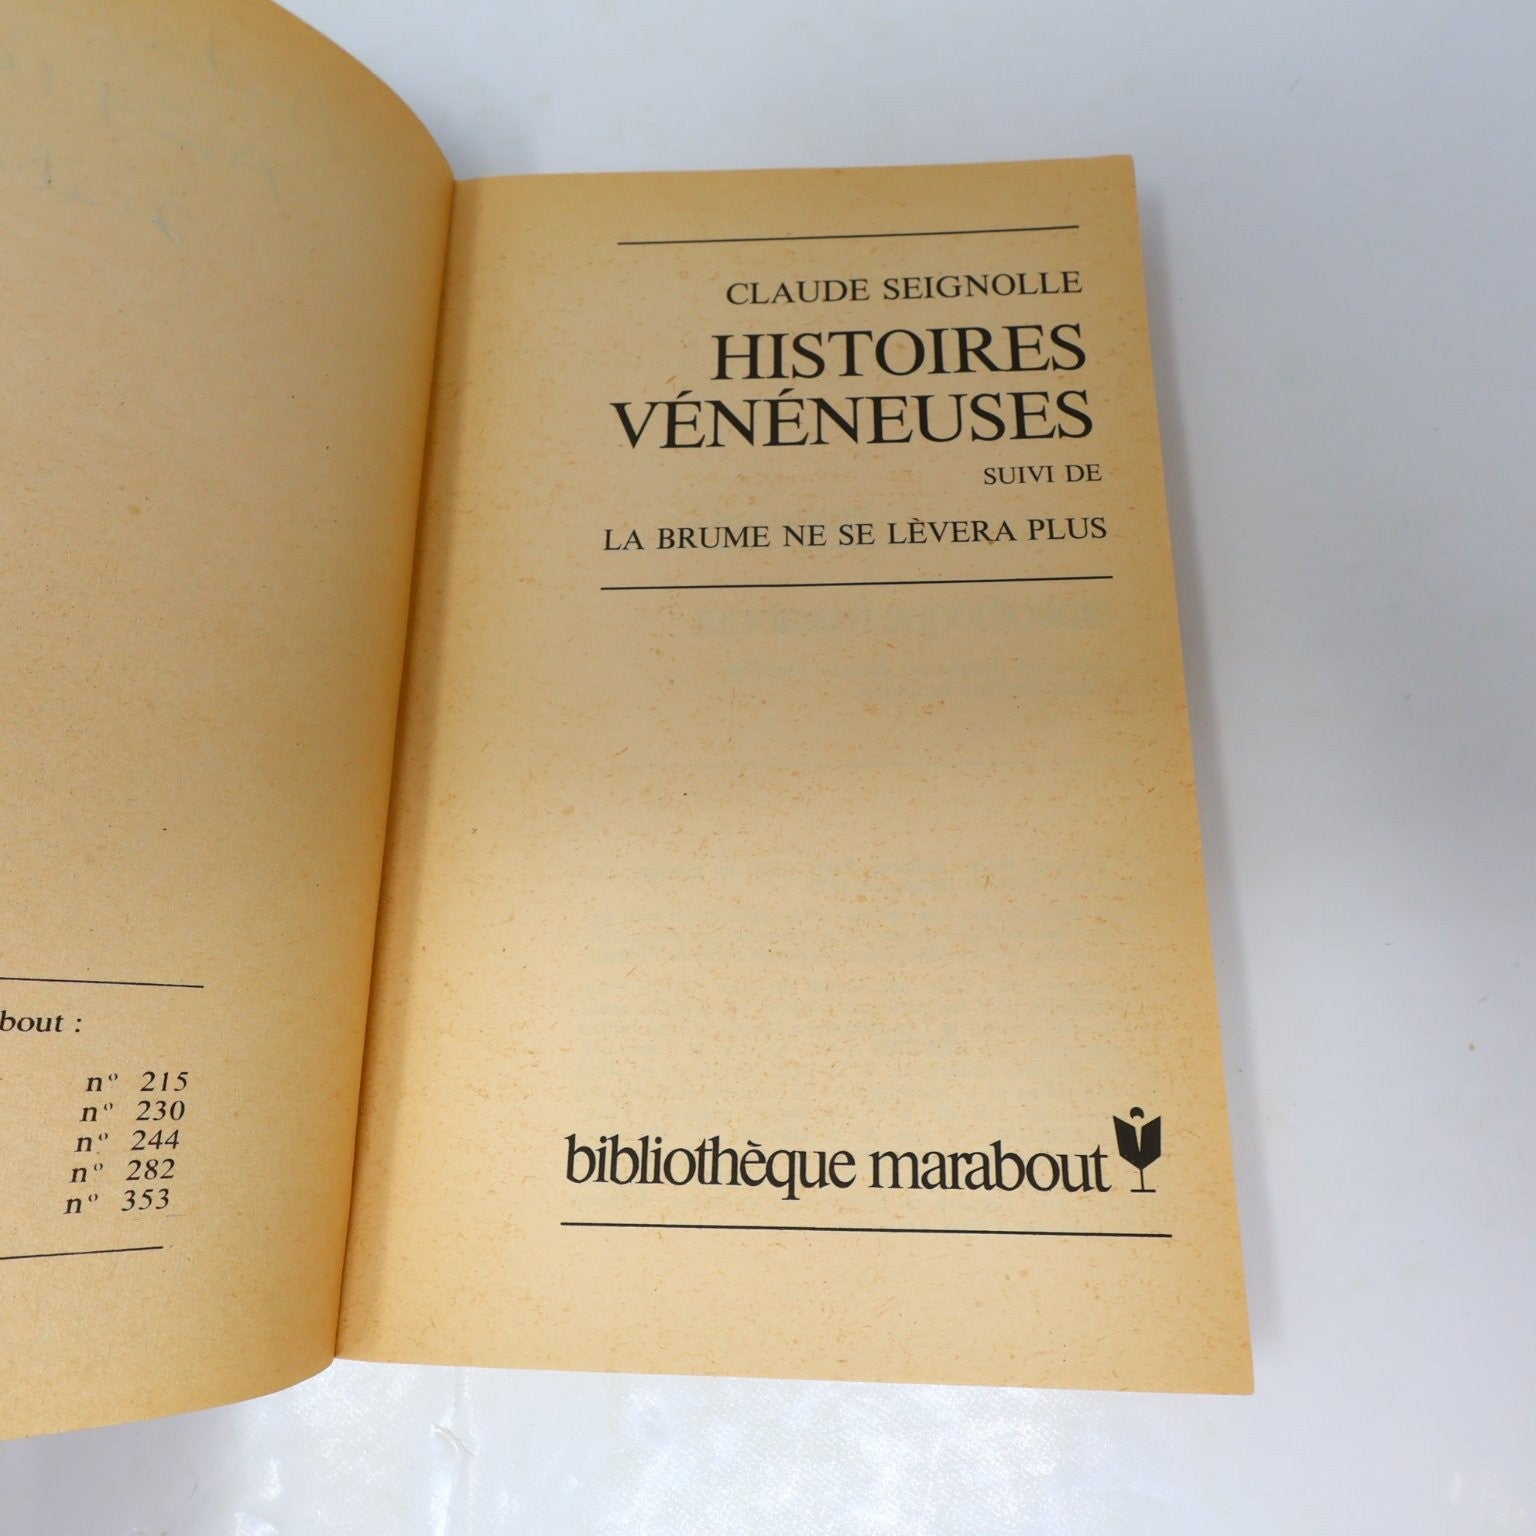 bout :
nº 215
nº 230
nº 244
nº 282
nº 353
CLAUDE SEIGNOLLE
HISTOIRES
VÉNÉNEUSES
SUIVI DE
LA BRUME NE SE LÈVERA PLUS
bibliothèque marabout